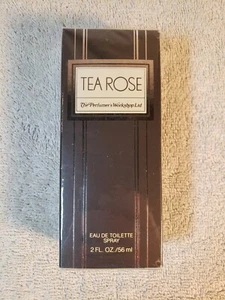 TEA ROSE
The Perfumer's Workshop Ltd.
EAU DE TOILETTE
SPRAY
2 FL. OZ./56 ml